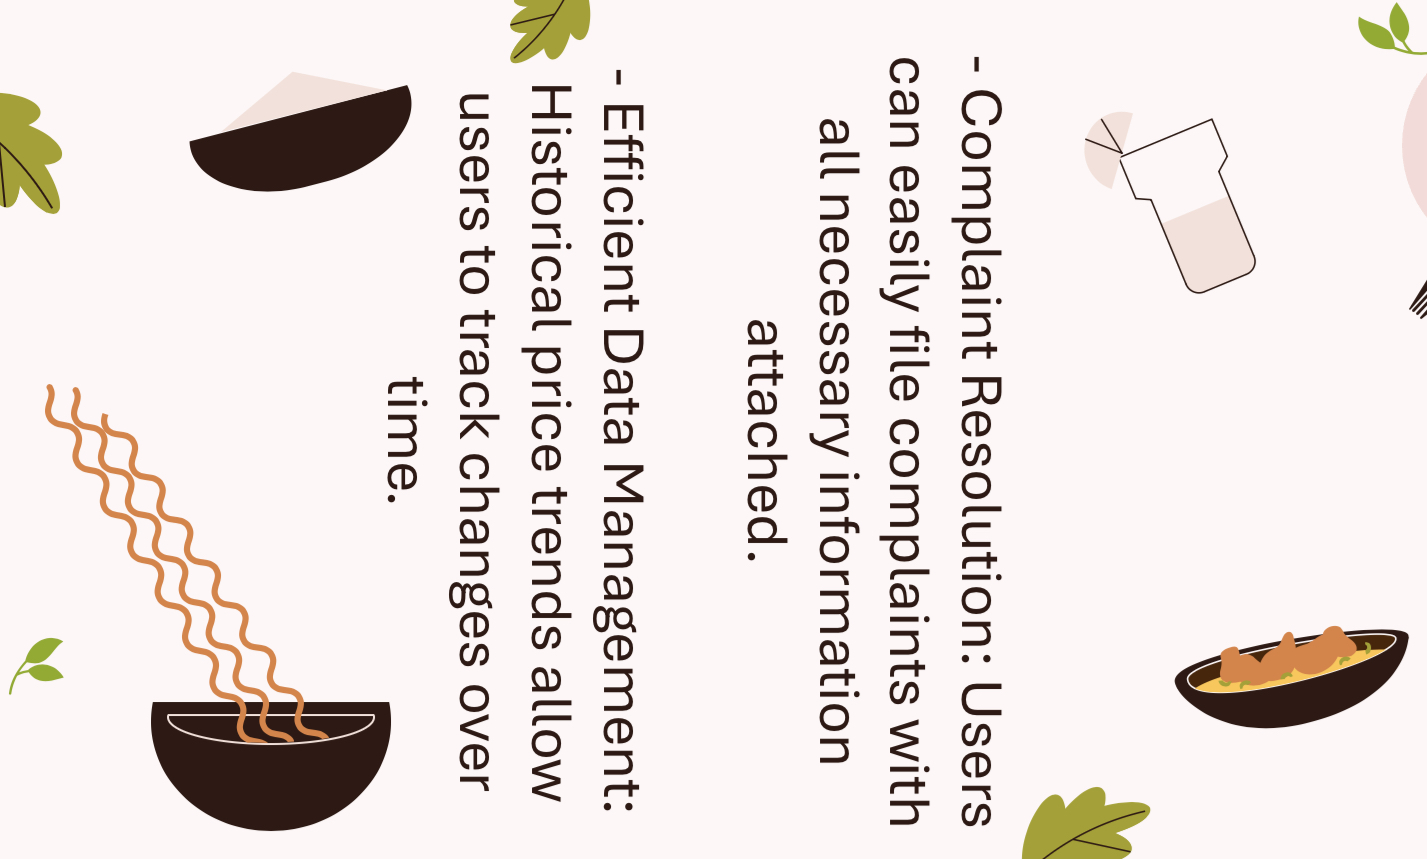 - Complaint Resolution: Users
can easily file complaints with
all necessary information
attached.
- Efficient Data Management:
Historical price trends allow
users to track changes over
time.